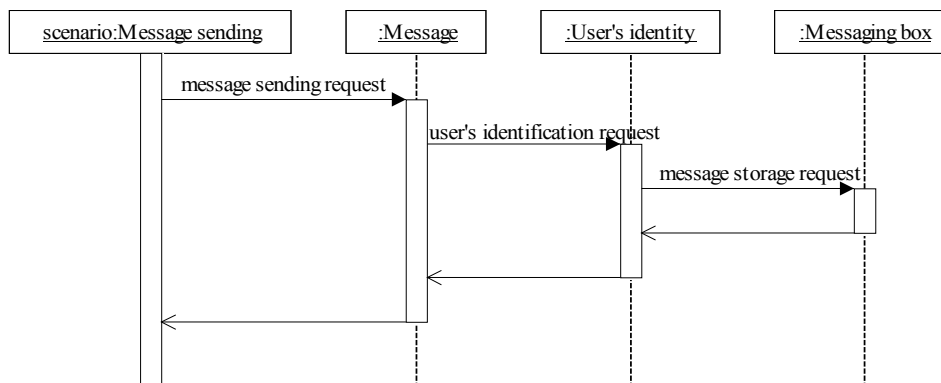 scenario:Message sending
:Message
:User's identity
:Messaging box
message sending request
user's identification request
message storage request